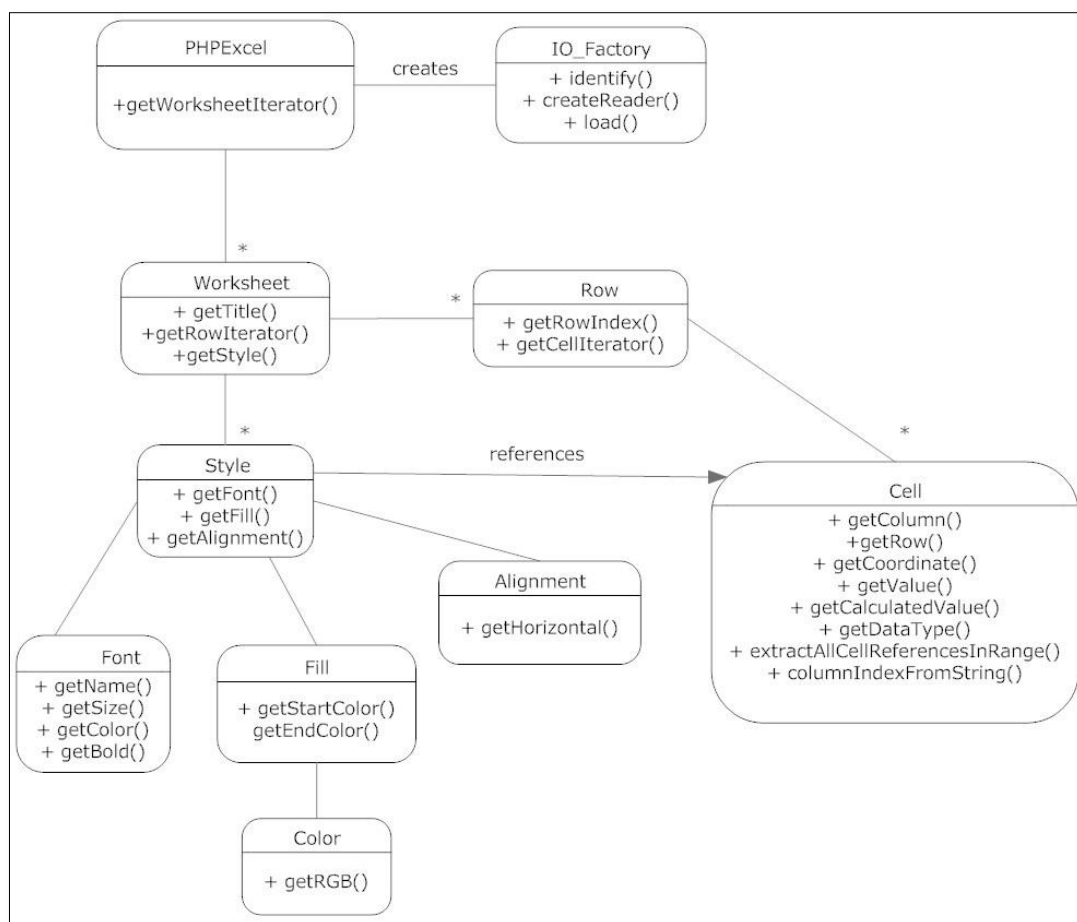 PHPExcel
+getWorksheetIterator()
creates
IO_Factory
+ identify()
+ createReader()
+ load()
*
Worksheet
+ getTitle()
+getRowIterator()
+getStyle()
*
Row
+ getRowIndex()
+ getCellIterator()
*
*
Style
+ getFont()
+ getFill()
+ getAlignment()
references
Cell
+ getColumn()
+getRow()
+ getCoordinate()
+ getValue()
+ getCalculatedValue()
+ getDataType()
+ extractAllCellReferencesInRange()
+ columnIndexFromString()
Alignment
+ getHorizontal()
Font
+ getName()
+ getSize()
+ getColor()
+ getBold()
Fill
+ getStartColor()
getEndColor()
Color
+ getRGB()